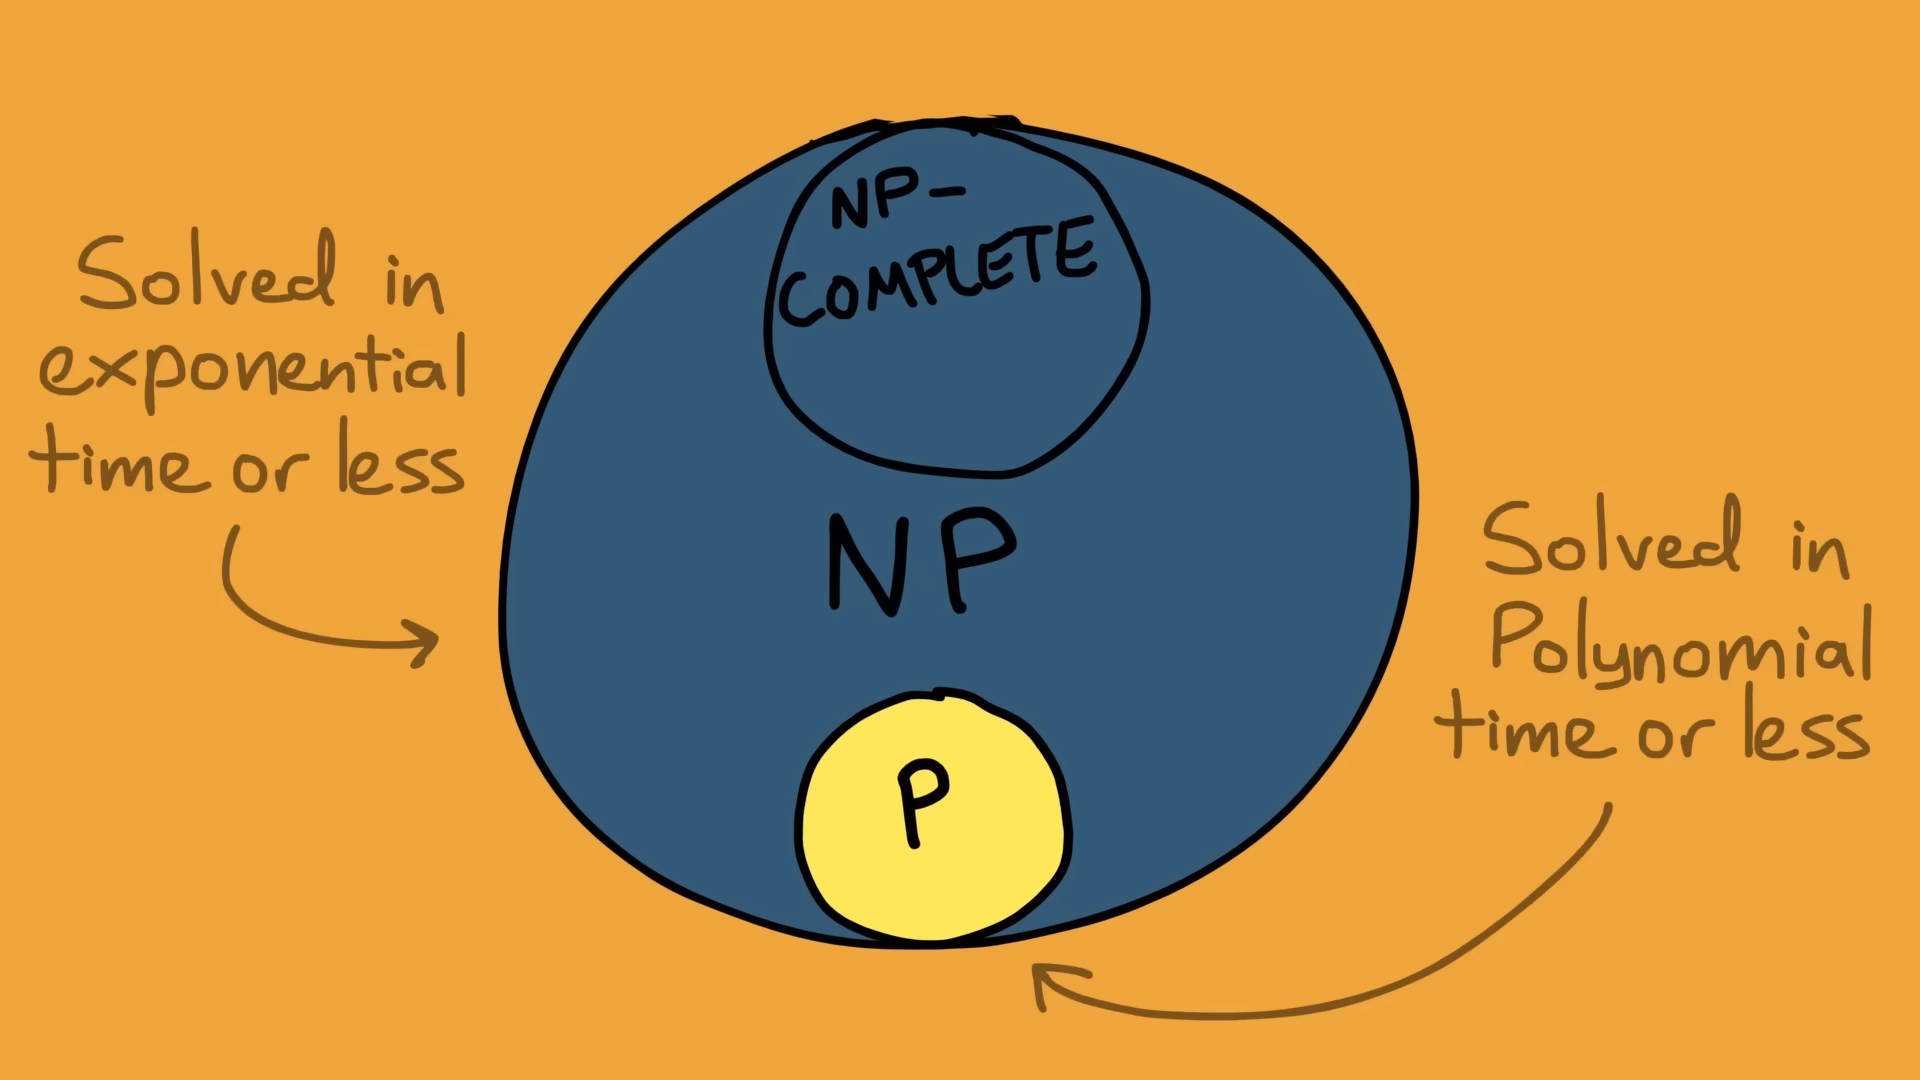 NP-
COMPLETE
Solved in
exponential
time or less
NP
Solved in
Polynomial
time or less
P